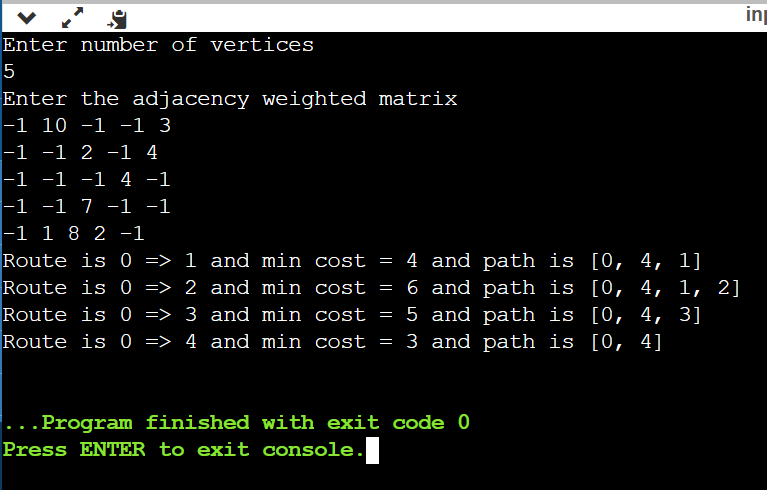 inp
Enter number of vertices
5
Enter the adjacency weighted matrix
-1 10 -1 -1 3
-1 -1 2 -1 4
-1 -1 -1 4 -1
-1 -1 7 -1 -1
-1 1 8 2 -1
Route is 0 => 1 and min cost = 4 and path is [0, 4, 1]
Route is 0 => 2 and min cost = 6 and path is [0, 4, 1, 2]
Route is 0 => 3 and min cost = 5 and path is [0, 4, 3]
Route is 0 => 4 and min cost = 3 and path is [0, 4]
...Program finished with exit code 0
Press ENTER to exit console.